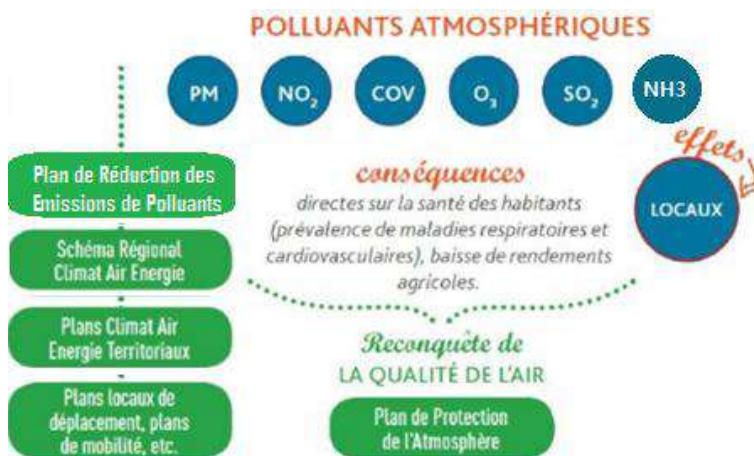 POLLUANTS ATMOSPHÉRIQUES
PM
NO₂
COV
O₃
SO₂
NH3
effets
LOCAUX
Plan de Réduction des
Emissions de Polluants
Schéma Régional
Climat Air Energie
Plans Climat Air
Energie Territoriaux
Plans locaux de
déplacement, plans
de mobilité, etc.
conséquences
directes sur la santé des habitants
(prévalence de maladies respiratoires et
cardiovasculaires), baisse de rendements
agricoles.
Reconquête de
LA QUALITÉ DE L'AIR
Plan de Protection
de l'Atmosphère